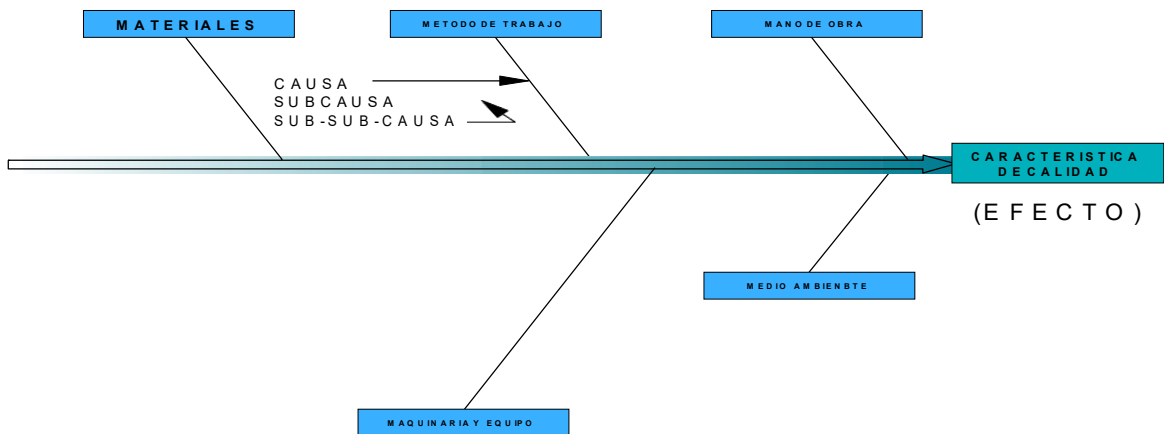 MATERIALES
METODO DE TRABAJO
MANO DE OBRA
CAUSA
SUBCAUSA
SUB-SUB-CAUSA
CARACTERISTICA
DECALIDAD
(EFECTO)
MEDIO AMBIENBTE
MAQUINARIA Y EQUIPO